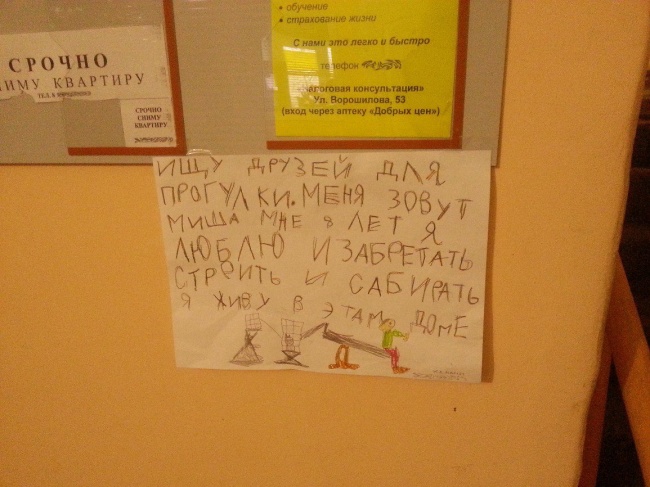 СРОЧНО
СНИМУ КВАРТИРУ
СРОЧНО
СНИМУ
КВАРТИРУ
• обучение
• страхование жизни
С нами это легко и быстро
телефон
«Налоговая консультация»
Ул. Ворошилова, 53
(вход через аптеку «Добрых цен»)
ИЩУ ДРУЗЕЙ ДЛЯ
ПРОГУЛКИ. МЕНЯ ЗОВУТ
МИША МНЕ 8 ЛЕТ Я
ЛЮБЛЮ ИЗАБРЕТАТЬ
СТРОИТЬ И САБИРАТЬ
Я ЖИВУ В ЭТАМ ДОМЕ